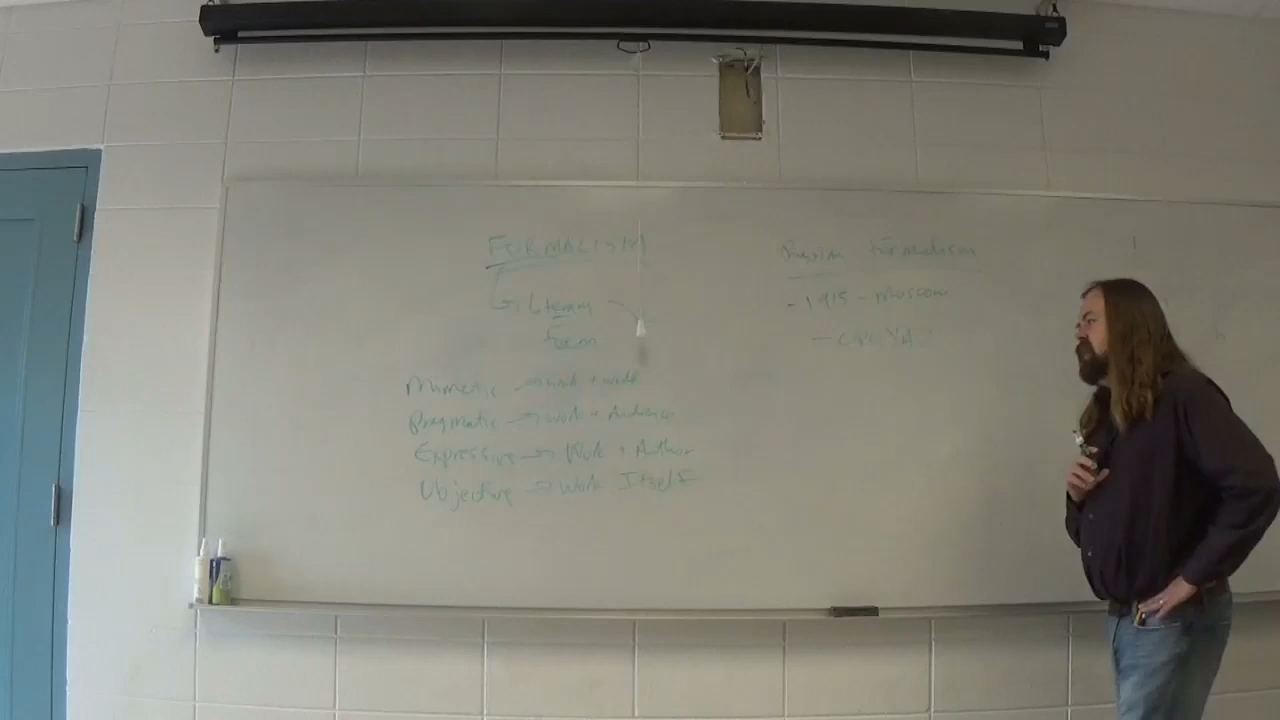 FORMALISM
Literary
Form
Mimetic → Work + World
Pragmatic → Work + Audience
Expressive → Work + Author
Objective → Work Itself
Russian Formalism
- 1915 - Moscow